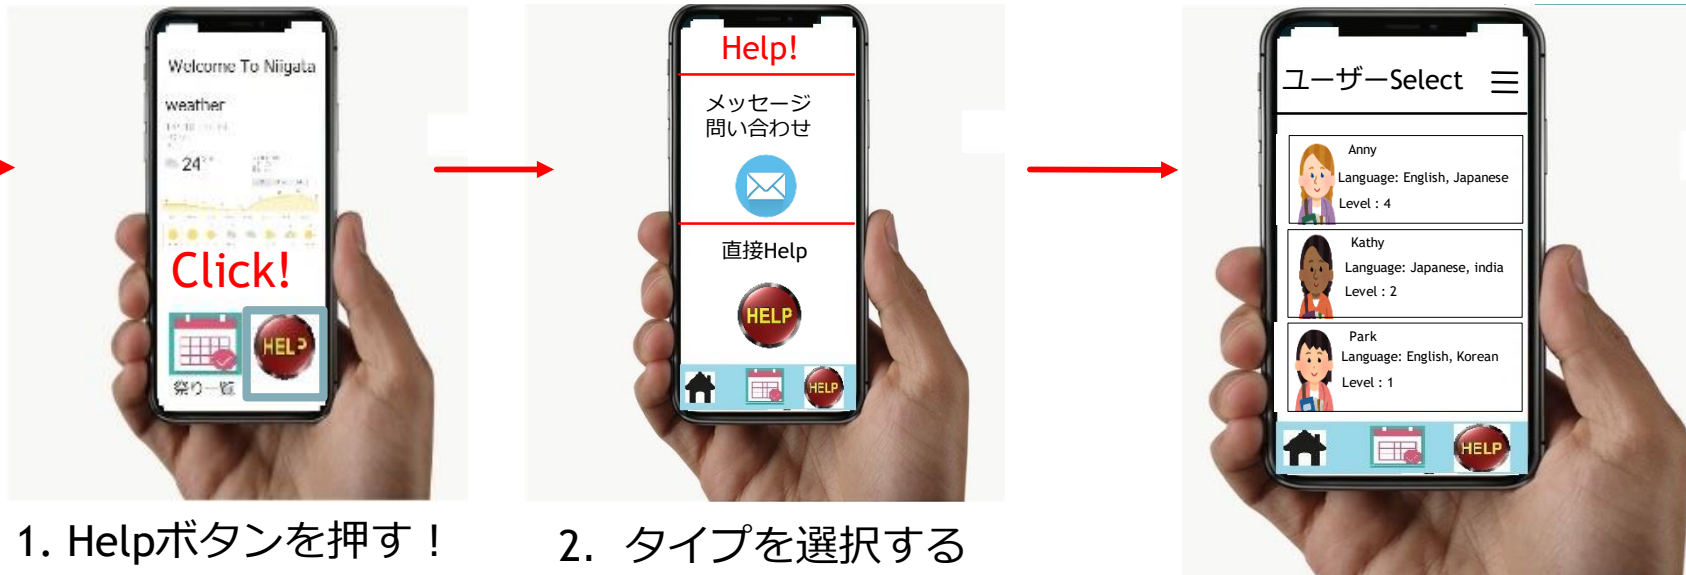 Welcome To Niigata
weather
24
Click!
HELP
祭り一覧
1. Helpボタンを押す！
Help!
メッセージ
問い合わせ
直接Help
HELP
HELP
2. タイプを選択する
ユーザーSelect
Anny
Language: English, Japanese
Level : 4
Kathy
Language: Japanese, india
Level : 2
Park
Language: English, Korean
Level : 1
HELP